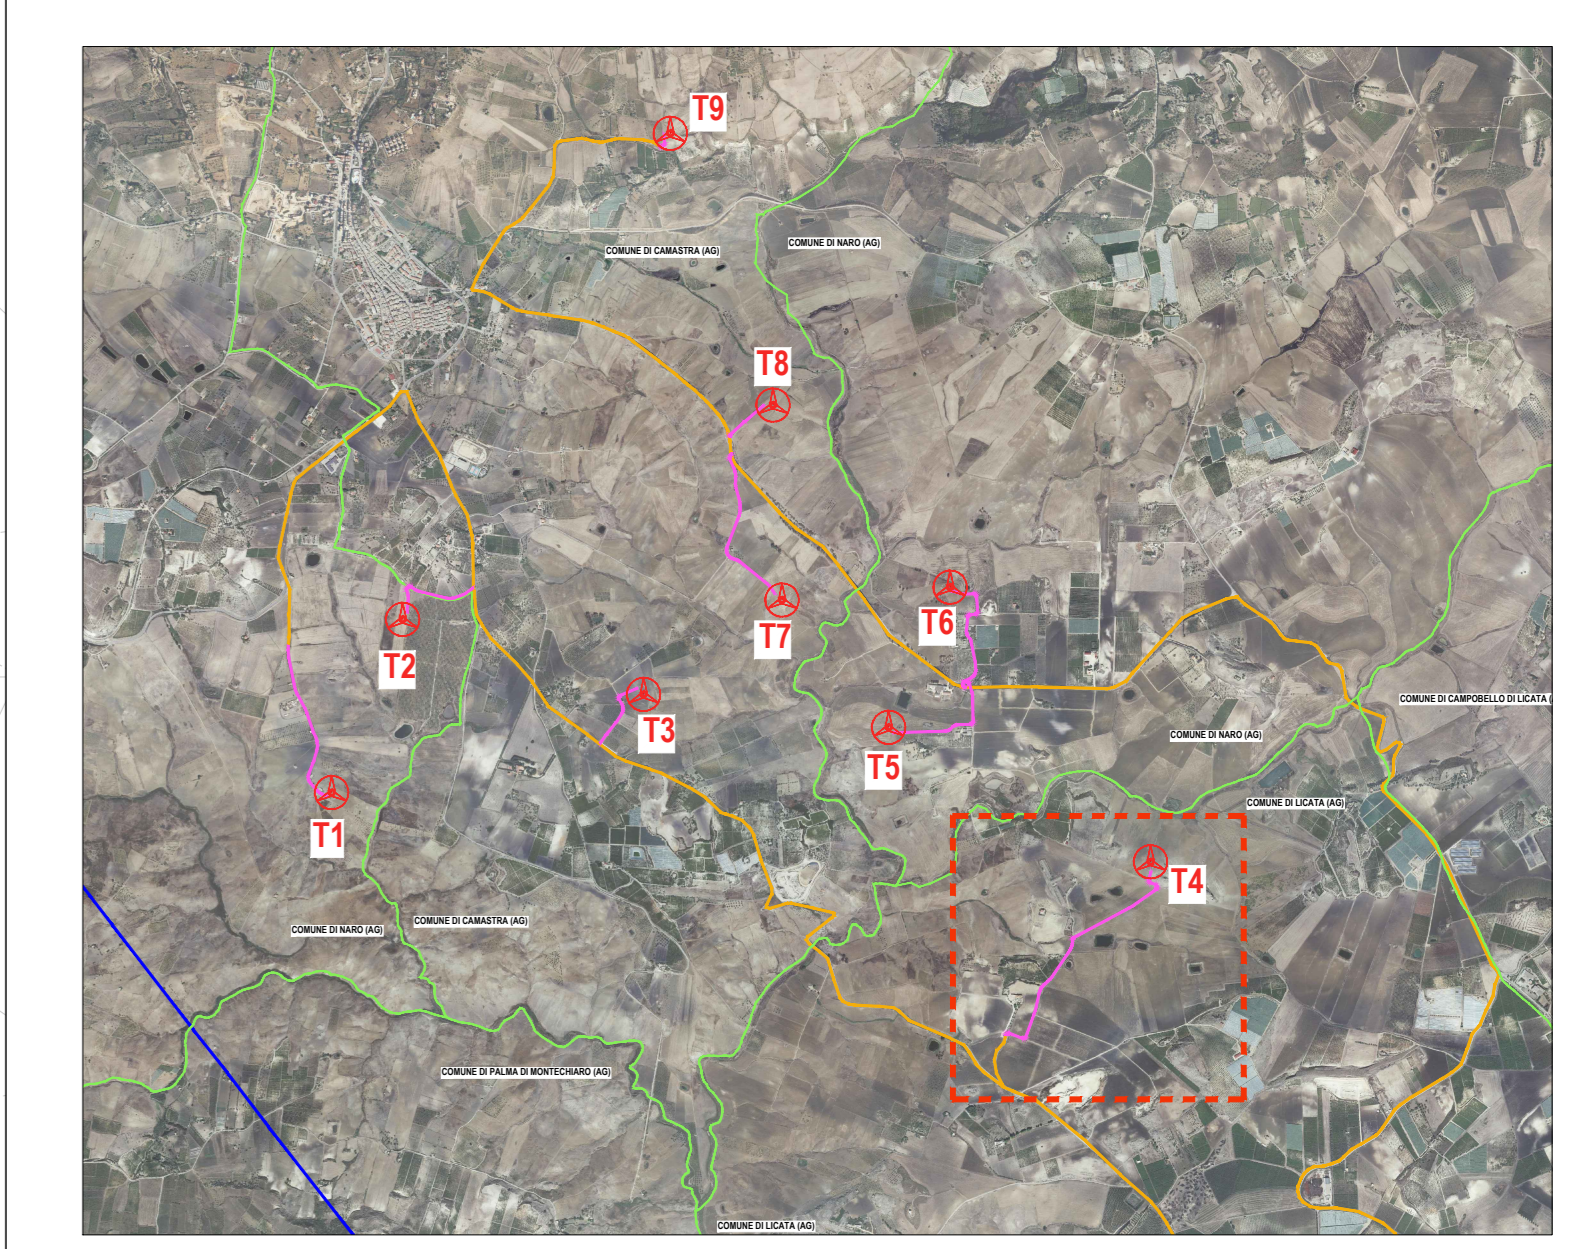 T9
COMUNE DI CAMASTRA (AG)
COMUNE DI NARO (AG)
T8
T6
T7
T2
T3
COMUNE DI CAMPOBELLO DI LICATA (
COMUNE DI NARO (AG)
T5
COMUNE DI LICATA (AG)
T1
T4
COMUNE DI CAMASTRA (AG)
COMUNE DI NARO (AG)
COMUNE DI PALMA DI MONTECHIARO (AG)
COMUNE DI LICATA (AG)